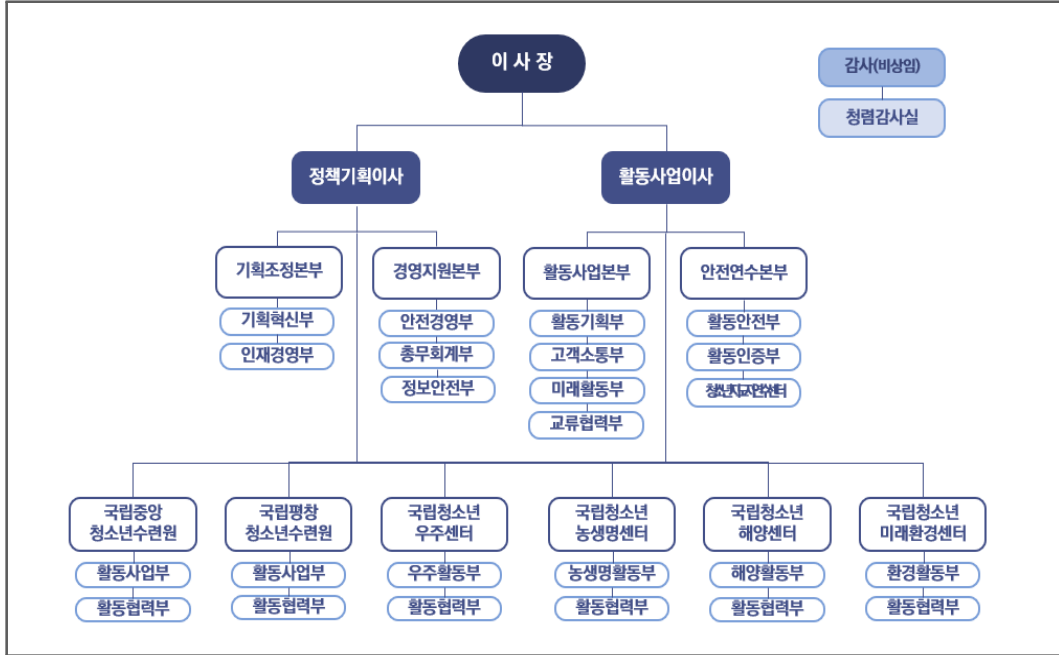 이사장
감사(비상임)
청렴감사실
정책기획이사
활동사업이사
기획조정본부
경영지원본부
활동사업본부
안전연수본부
기획혁신부
안전경영부
활동기획부
활동안전부
인재경영부
총무회계부
고객소통부
활동인증부
정보안전부
미래활동부
교류협력부
국립중앙
청소년수련원
국립평창
청소년수련원
국립청소년
우주센터
국립청소년
농생명센터
국립청소년
해양센터
국립청소년
미래환경센터
활동사업부
활동사업부
우주활동부
농생명활동부
해양활동부
환경활동부
활동협력부
활동협력부
활동협력부
활동협력부
활동협력부
활동협력부